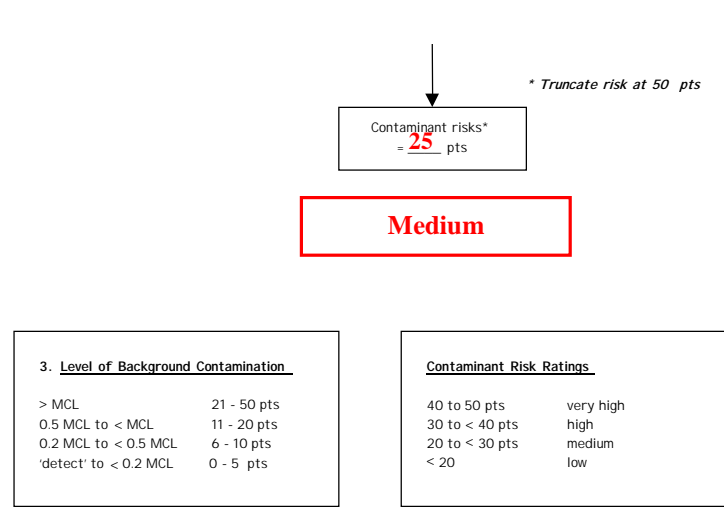 * Truncate risk at 50 pts
Contaminant risks*
= 25 pts
Medium
3. Level of Background Contamination
> MCL 21 - 50 pts
0.5 MCL to < MCL 11 - 20 pts
0.2 MCL to < 0.5 MCL 6 - 10 pts
‘detect’ to < 0.2 MCL 0 - 5 pts
Contaminant Risk Ratings
40 to 50 pts very high
30 to < 40 pts high
20 to < 30 pts medium
< 20 low